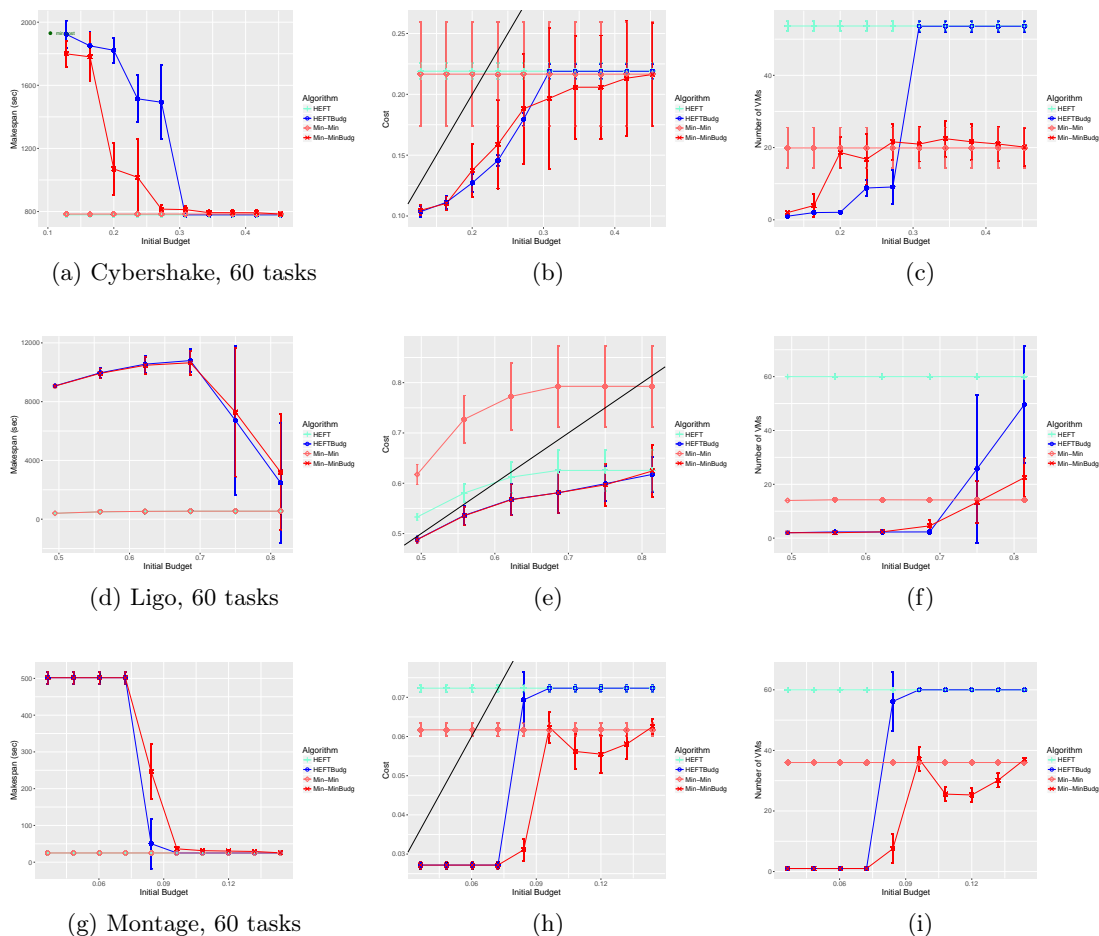 2000
1600
1200
800
Makespan (sec)
0.1 0.2 0.3 0.4
Initial Budget
Algorithm
HEFT
HEFTBudg
Min−Min
Min−MinBudg
0.25
0.20
0.15
0.10
Cost
0.2 0.3 0.4
Initial Budget
Algorithm
HEFT
HEFTBudg
Min−Min
Min−MinBudg
40
20
0
Number of VMs
0.2 0.3 0.4
Initial Budget
Algorithm
HEFT
HEFTBudg
Min−Min
Min−MinBudg
(a) Cybershake, 60 tasks
(b)
(c)
12000
8000
4000
0
Makespan (sec)
0.5 0.6 0.7 0.8
Initial Budget
Algorithm
HEFT
HEFTBudg
Min−Min
Min−MinBudg
0.8
0.7
0.6
0.5
Cost
0.5 0.6 0.7 0.8
Initial Budget
Algorithm
HEFT
HEFTBudg
Min−Min
Min−MinBudg
60
40
20
0
Number of VMs
0.5 0.6 0.7 0.8
Initial Budget
Algorithm
HEFT
HEFTBudg
Min−Min
Min−MinBudg
(d) Ligo, 60 tasks
(e)
(f)
500
400
300
200
100
0
Makespan (sec)
0.06 0.09 0.12
Initial Budget
Algorithm
HEFT
HEFTBudg
Min−Min
Min−MinBudg
0.07
0.06
0.05
0.04
0.03
Cost
0.06 0.09 0.12
Initial Budget
Algorithm
HEFT
HEFTBudg
Min−Min
Min−MinBudg
60
40
20
0
Number of VMs
0.06 0.09 0.12
Initial Budget
Algorithm
HEFT
HEFTBudg
Min−Min
Min−MinBudg
(g) Montage, 60 tasks
(h)
(i)